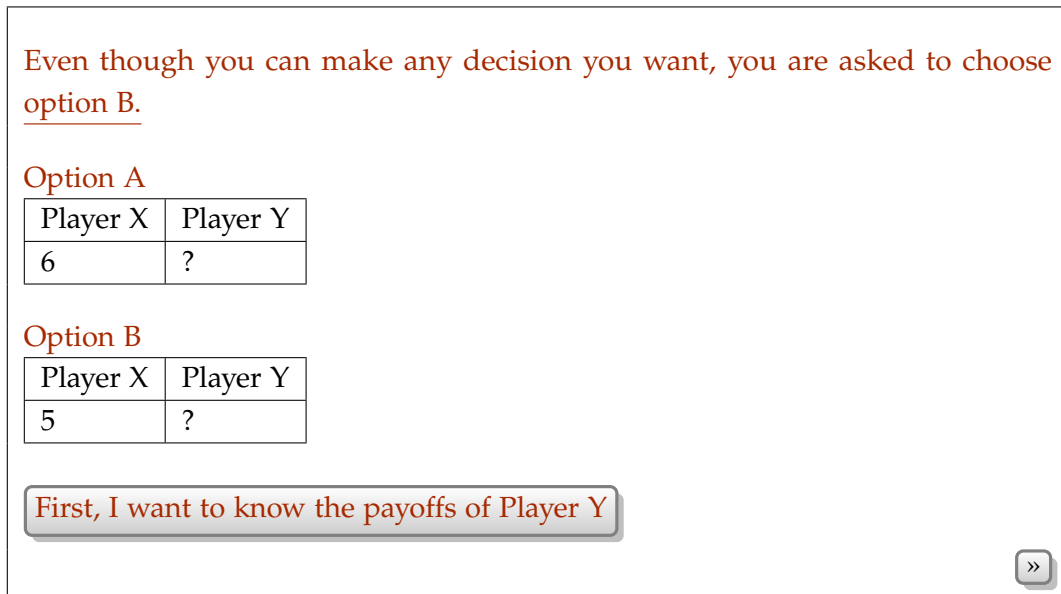 Even though you can make any decision you want, you are asked to choose
option B.
Option A
Player X Player Y
6 ?
Option B
Player X Player Y
5 ?
First, I want to know the payoffs of Player Y
»